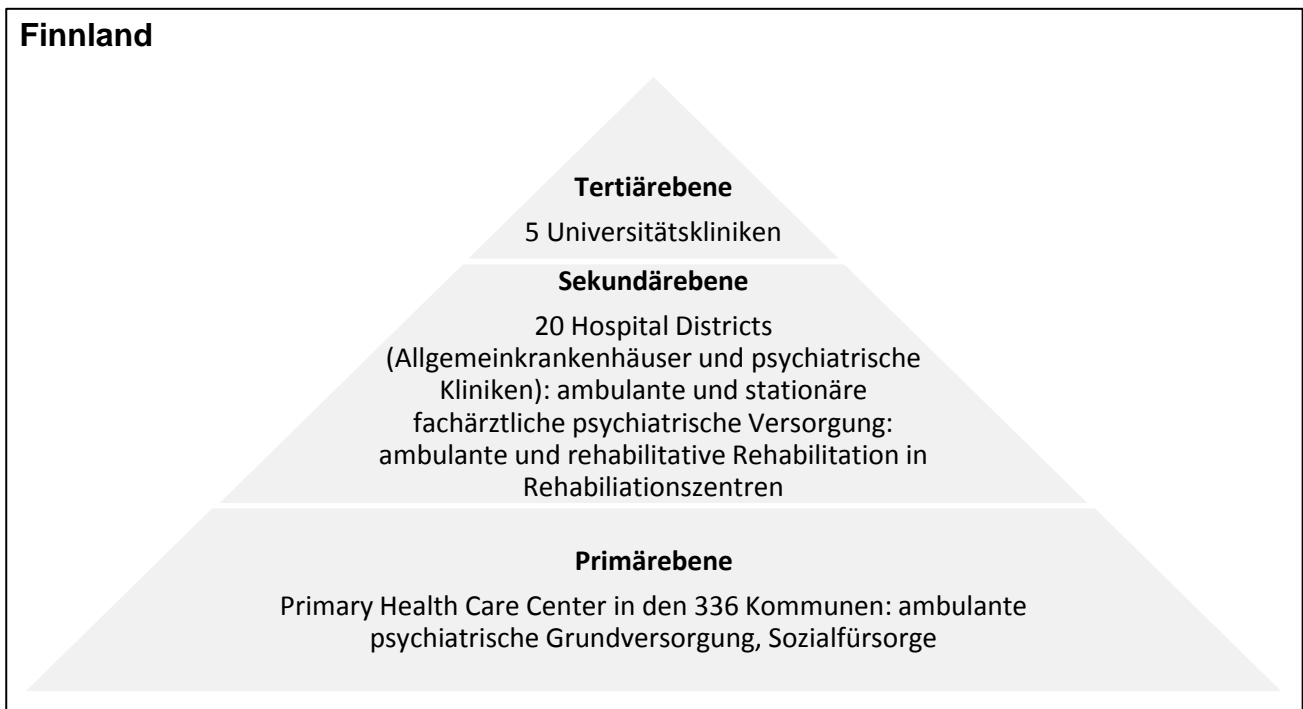 Finnland
Tertiärebene
5 Universitätskliniken
Sekundärebene
20 Hospital Districts
(Allgemeinkrankenhäuser und psychiatrische
Kliniken): ambulante und stationäre
fachärztliche psychiatrische Versorgung:
ambulante und rehabilitative Rehabilitation in
Rehabiliationszentren
Primärebene
Primary Health Care Center in den 336 Kommunen: ambulante
psychiatrische Grundversorgung, Sozialfürsorge